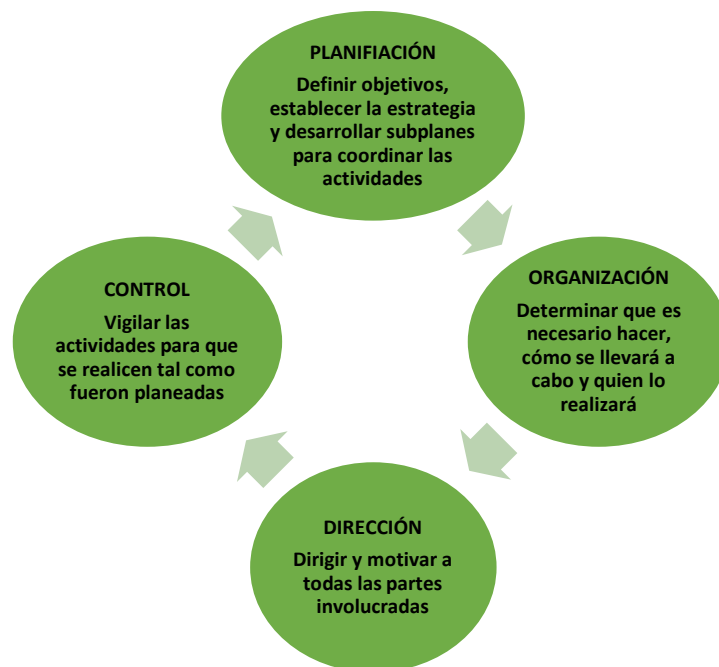 PLANIFIACIÓN
Definir objetivos,
establecer la estrategia
y desarrollar subplanes
para coordinar las
actividades
ORGANIZACIÓN
Determinar que es
necesario hacer,
cómo se llevará a
cabo y quien lo
realizará
DIRECCIÓN
Dirigir y motivar a
todas las partes
involucradas
CONTROL
Vigilar las
actividades para que
se realicen tal como
fueron planeadas